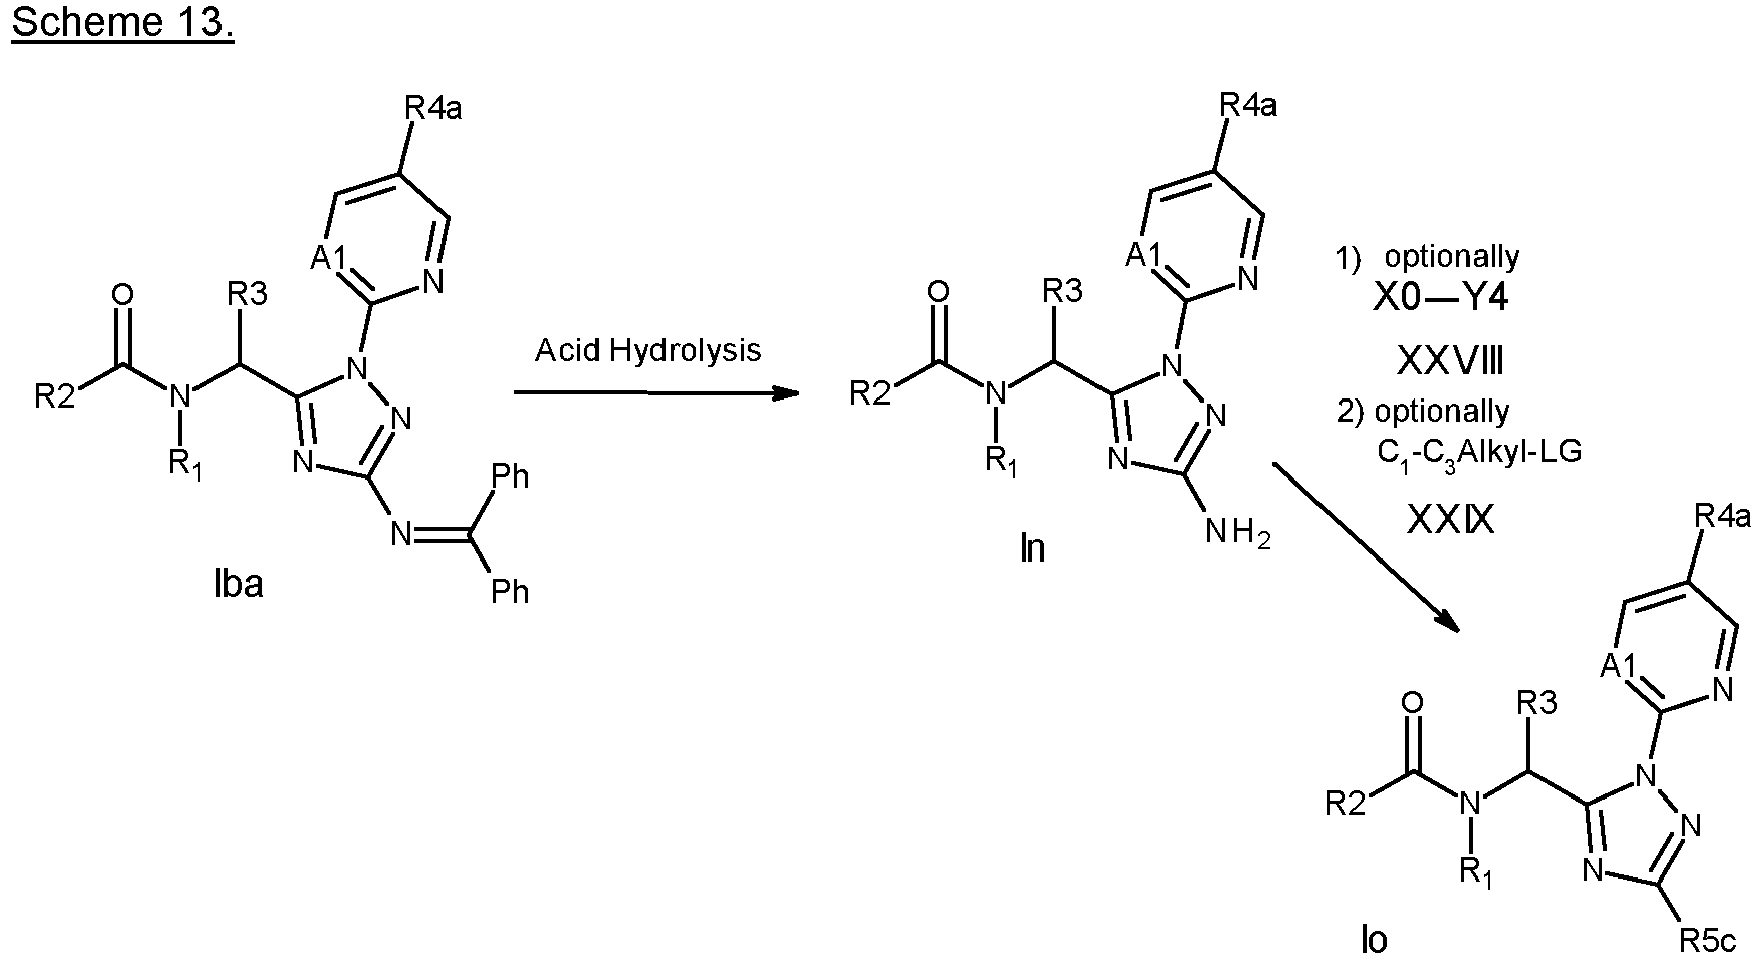 Scheme 13.
R4a
A1
N
O
R3
R2
N
R1
N
N
N
N
Ph
Ph
Iba
Acid Hydrolysis
R4a
A1
N
O
R3
R2
N
R1
N
N
N
NH2
In
1) optionally
X0—Y4
XXVIII
2) optionally
C1-C3Alkyl-LG
XXIX
R4a
A1
N
O
R3
R2
N
R1
N
N
N
R5c
Io